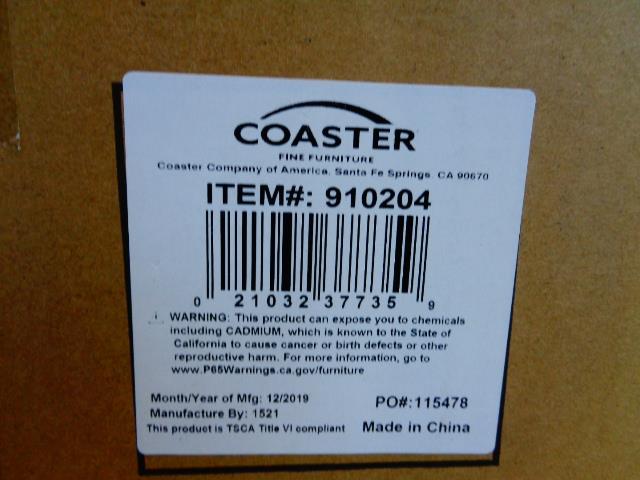 COASTER
FINE FURNITURE
Coaster Company of America, Santa Fe Springs, CA 90670
ITEM#: 910204
0 21032 37735 9
WARNING: This product can expose you to chemicals
including CADMIUM, which is known to the State of
California to cause cancer or birth defects or other
reproductive harm. For more information, go to
www.P65Warnings.ca.gov/furniture
Month/Year of Mfg: 12/2019
PO#:115478
Manufacture By: 1521
This product is TSCA Title VI compliant
Made in China